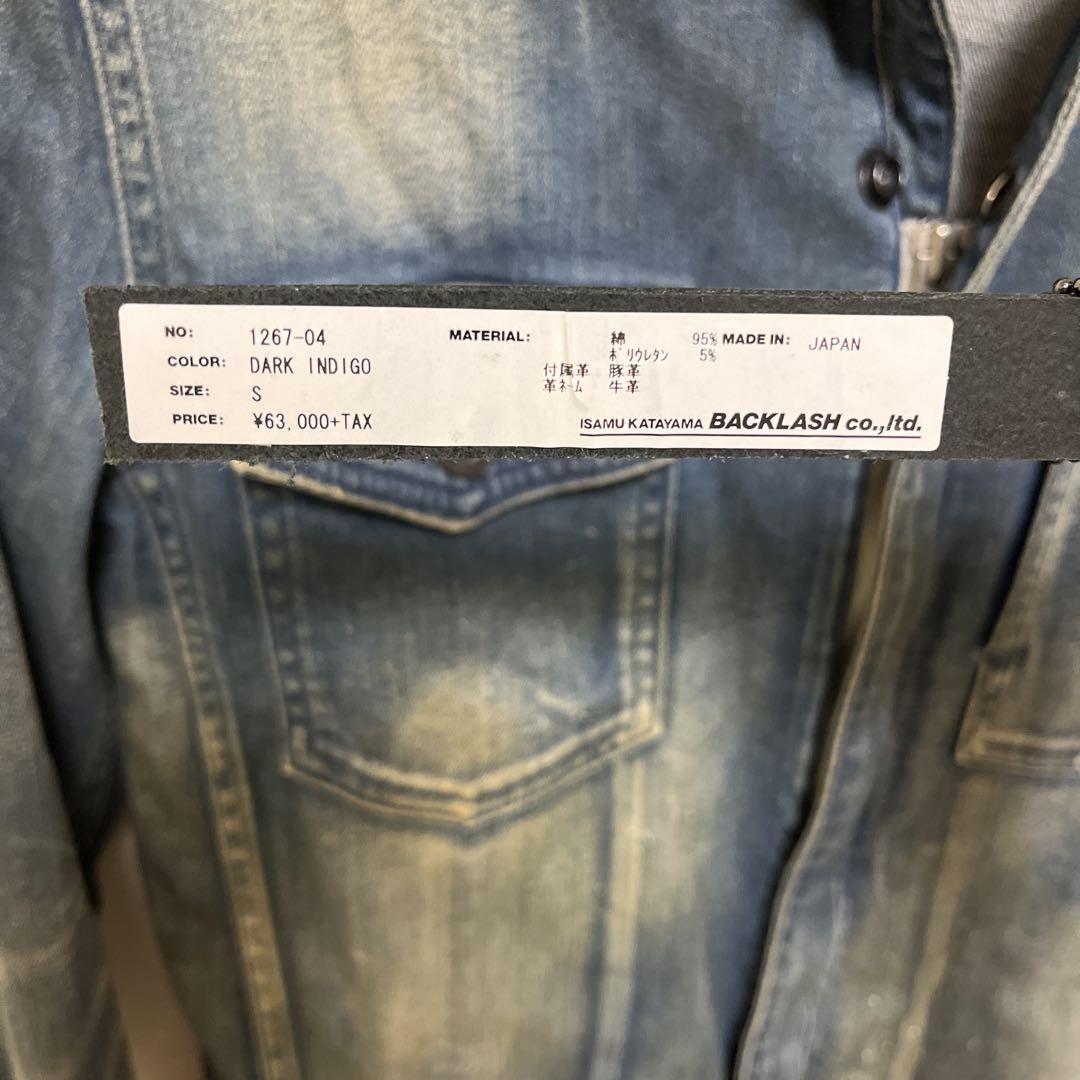 NO: 1267-04 MATERIAL: 綿 95% MADE IN: JAPAN
COLOR: DARK INDIGO ポリウレタン 5%
付属革 豚革
SIZE: S 革ネーム 牛革
PRICE: ¥63,000+TAX ISAMU KATAYAMA BACKLASH co.,ltd.